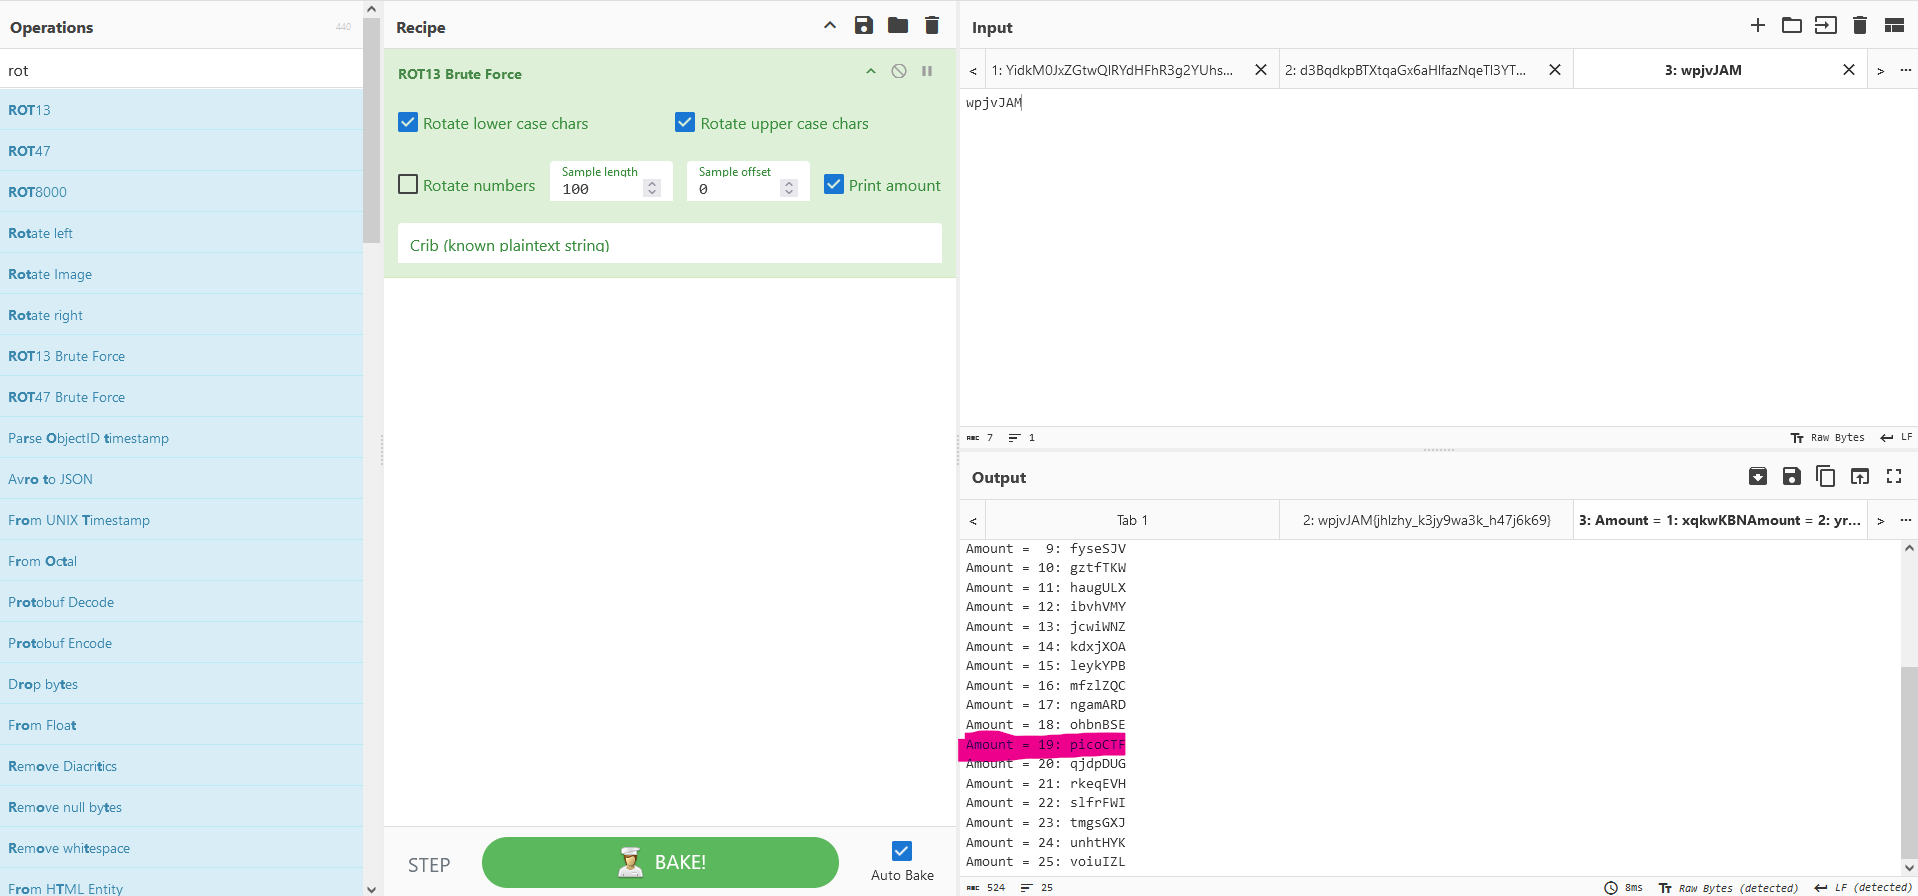 Operations
440
rot
ROT13
ROT47
ROT8000
Rotate left
Rotate Image
Rotate right
ROT13 Brute Force
ROT47 Brute Force
Parse ObjectID timestamp
Avro to JSON
From UNIX Timestamp
From Octal
Protobuf Decode
Protobuf Encode
Drop bytes
From Float
Remove Diacritics
Remove null bytes
Remove whitespace
From HTML Entity
Recipe
ROT13 Brute Force
Rotate lower case chars
Rotate upper case chars
Rotate numbers
Sample length
100
Sample offset
0
Print amount
Crib (known plaintext string)
STEP
BAKE!
Auto Bake
Input
< 1: YidkM0JxZGtwQlRYdHFhR3g2YUhs... 2: d3BqdkpBTXtqaGx6aHlfazNqeTl3YT... 3: wpjvJAM > ...
wpjvJAM
ABC 7 1
Tт Raw Bytes LF
Output
< Tab 1 2: wpjvJAM{jhlzhy_k3jy9wa3k_h47j6k69} 3: Amount = 1: xqkwKBNAmount = 2: yr... > ...
Amount =  9: fyseSJV
Amount = 10: gztfTKW
Amount = 11: haugULX
Amount = 12: ibvhVMY
Amount = 13: jcwiWNZ
Amount = 14: kdxjXOA
Amount = 15: leykYPB
Amount = 16: mfzlZQC
Amount = 17: ngamARD
Amount = 18: ohbnBSE
Amount = 19: picoCTF
Amount = 20: qjdpDUG
Amount = 21: rkeqEVH
Amount = 22: slfrFWI
Amount = 23: tmgsGXJ
Amount = 24: unhtHYK
Amount = 25: voiuIZL
ABC 524 25
8ms Tт Raw Bytes (detected) LF (detected)